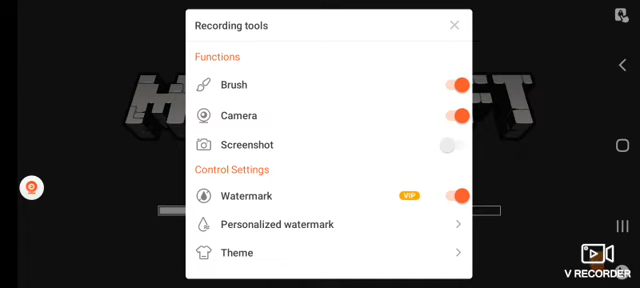 Recording tools
Functions
Brush
Camera
Screenshot
Control Settings
Watermark VIP
Personalized watermark
Theme
V RECORDER